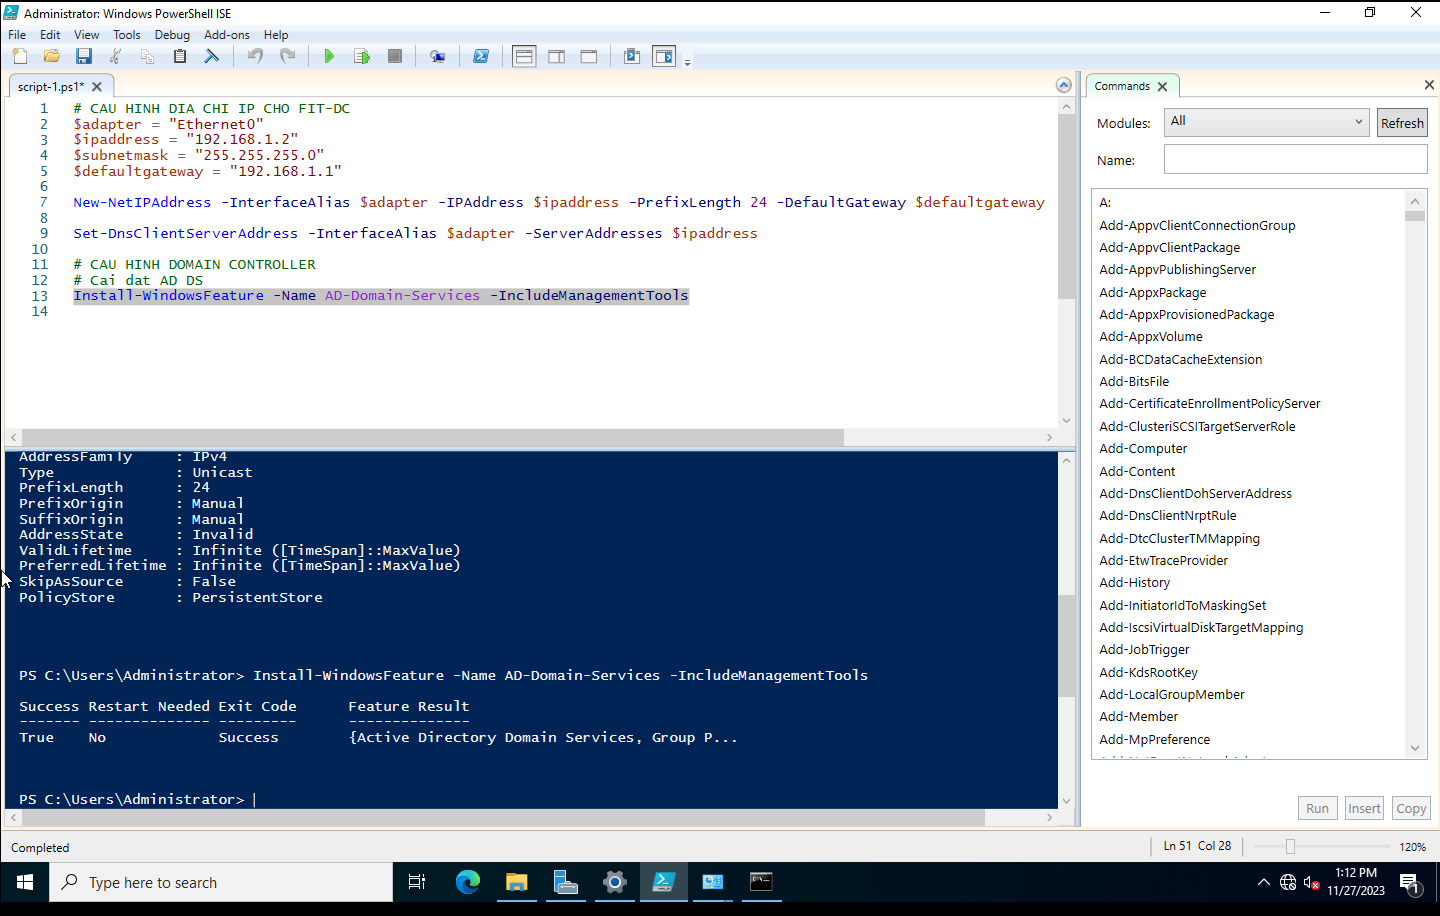 Administrator: Windows PowerShell ISE
File Edit View Tools Debug Add-ons Help
script-1.ps1*
1 # CAU HINH DIA CHI IP CHO FIT-DC
2 $adapter = "Ethernet0"
3 $ipaddress = "192.168.1.2"
4 $subnetmask = "255.255.255.0"
5 $defaultgateway = "192.168.1.1"
6
7 New-NetIPAddress -InterfaceAlias $adapter -IPAddress $ipaddress -PrefixLength 24 -DefaultGateway $defaultgateway
8
9 Set-DnsClientServerAddress -InterfaceAlias $adapter -ServerAddresses $ipaddress
10
11 # CAU HINH DOMAIN CONTROLLER
12 # Cai dat AD DS
13 Install-WindowsFeature -Name AD-Domain-Services -IncludeManagementTools
14
AddressFamily : IPv4
Type : Unicast
PrefixLength : 24
PrefixOrigin : Manual
SuffixOrigin : Manual
AddressState : Invalid
ValidLifetime : Infinite ([TimeSpan]::MaxValue)
PreferredLifetime : Infinite ([TimeSpan]::MaxValue)
SkipAsSource : False
PolicyStore : PersistentStore
PS C:\Users\Administrator> Install-WindowsFeature -Name AD-Domain-Services -IncludeManagementTools
Success Restart Needed Exit Code Feature Result
------- -------------- --------- --------------
True No Success {Active Directory Domain Services, Group P...
PS C:\Users\Administrator>
Commands
Modules: All Refresh
Name:
A:
Add-AppvClientConnectionGroup
Add-AppvClientPackage
Add-AppvPublishingServer
Add-AppxPackage
Add-AppxProvisionedPackage
Add-AppxVolume
Add-BCDataCacheExtension
Add-BitsFile
Add-CertificateEnrollmentPolicyServer
Add-ClusteriSCSITargetServerRole
Add-Computer
Add-Content
Add-DnsClientDohServerAddress
Add-DnsClientNrptRule
Add-DtcClusterTMMapping
Add-EtwTraceProvider
Add-History
Add-InitiatorIdToMaskingSet
Add-IscsiVirtualDiskTargetMapping
Add-JobTrigger
Add-KdsRootKey
Add-LocalGroupMember
Add-Member
Add-MpPreference
Run Insert Copy
Completed
Ln 51 Col 28
120%
Type here to search
1:12 PM
11/27/2023
1